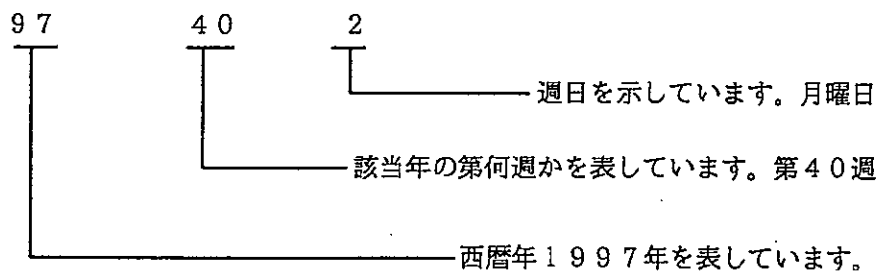 ９７　４０　２
週日を示しています。月曜日
該当年の第何週かを表しています。第４０週
西暦年１９９７年を表しています。